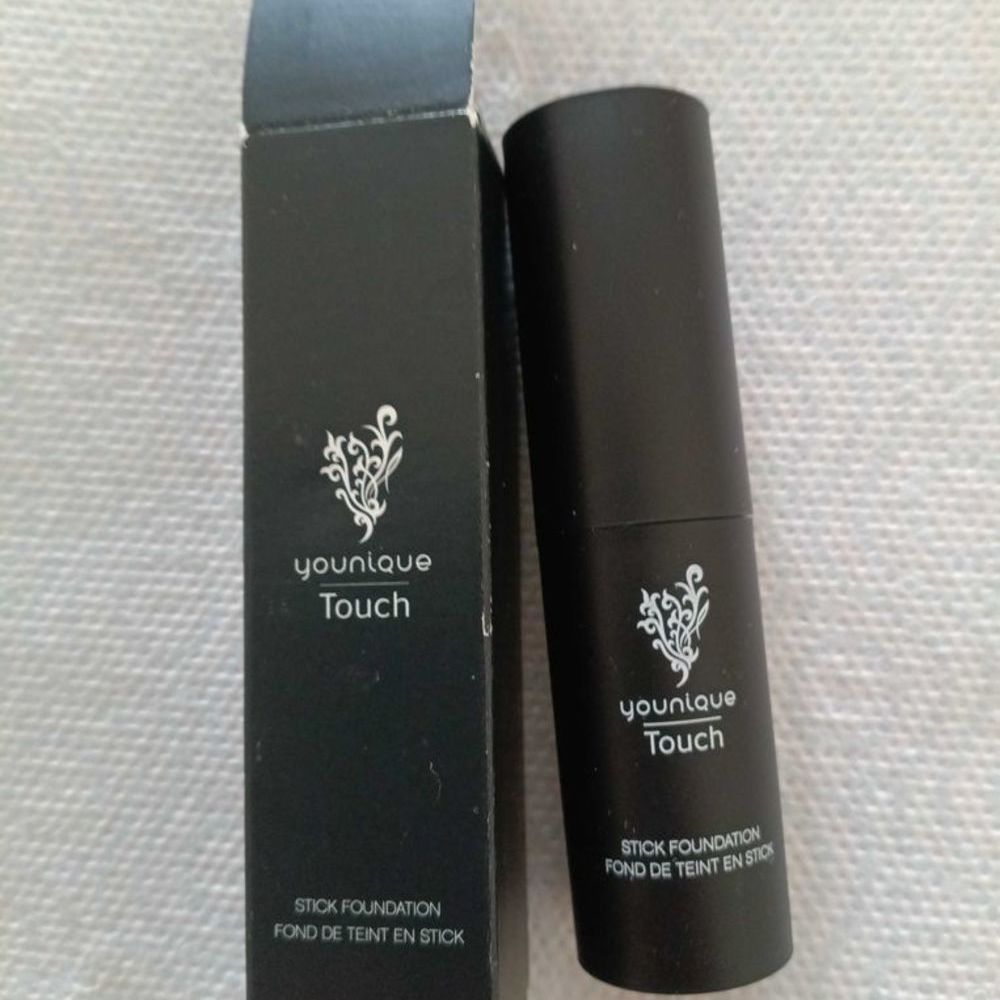 younique
Touch
STICK FOUNDATION
FOND DE TEINT EN STICK
younique
Touch
STICK FOUNDATION
FOND DE TEINT EN STICK